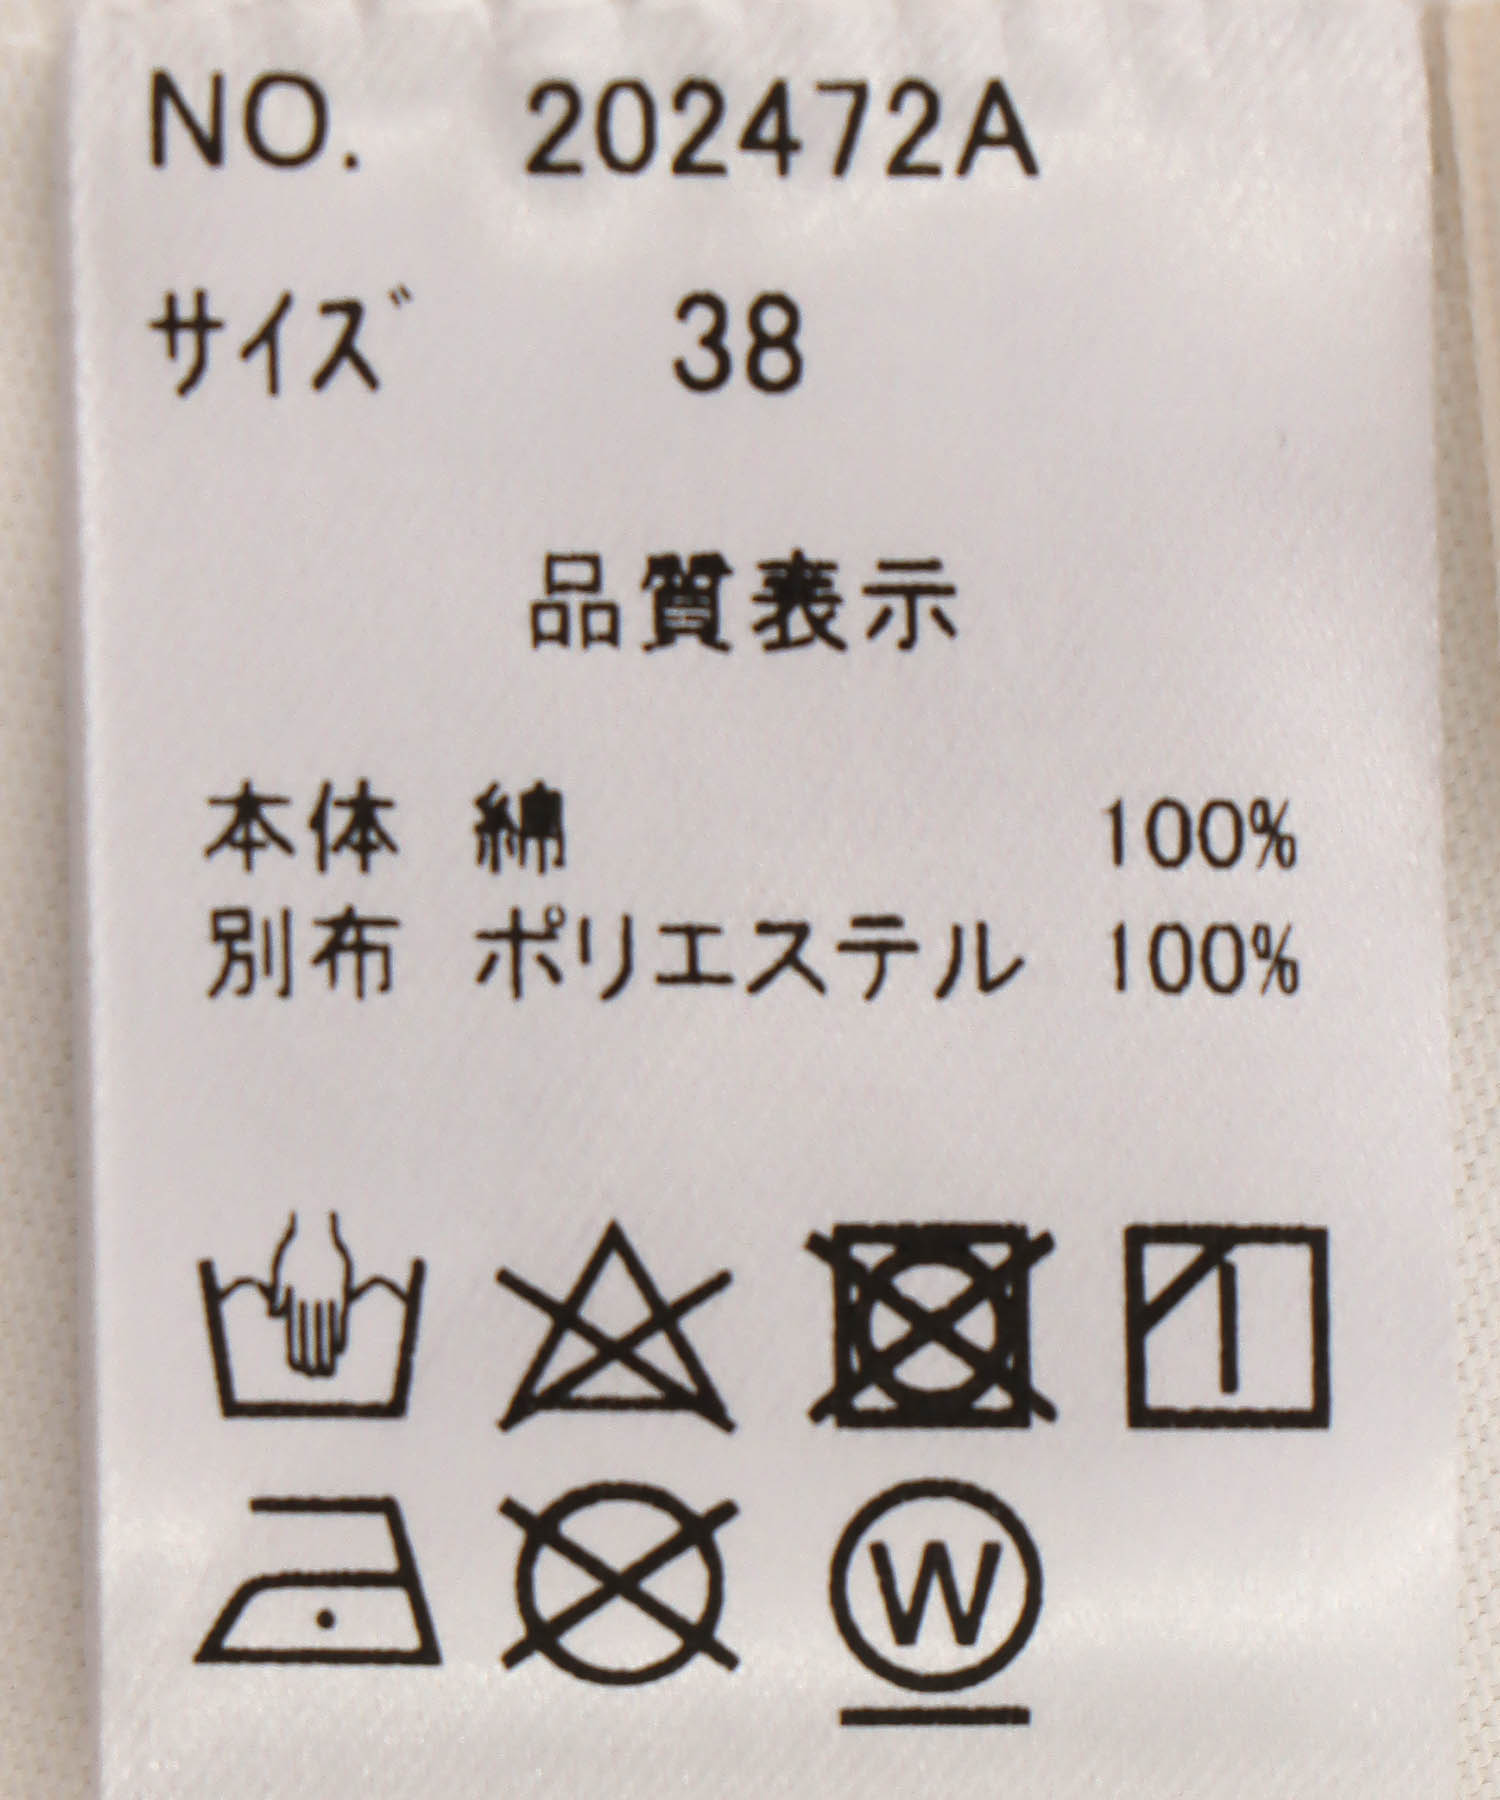 NO. 202472A
サイズ 38
品質表示
本体 綿 100%
別布 ポリエステル 100%
W